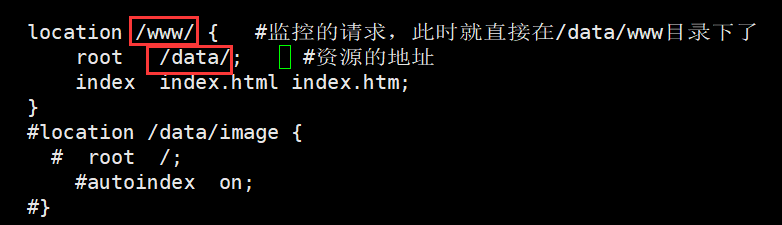 location /www/ {   #监控的请求，此时就直接在/data/www目录下了
    root   /data/;     #资源的地址
    index  index.html index.htm;
}
#location /data/image {
  #  root  /;
    #autoindex  on;
#}